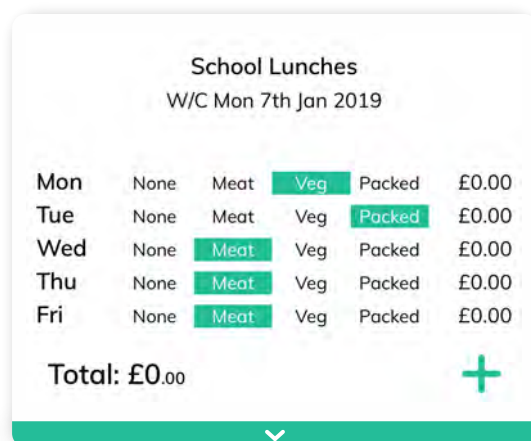 School Lunches
W/C Mon 7th Jan 2019
Mon None Meat Veg Packed £0.00
Tue None Meat Veg Packed £0.00
Wed None Meat Veg Packed £0.00
Thu None Meat Veg Packed £0.00
Fri None Meat Veg Packed £0.00
Total: £0.00